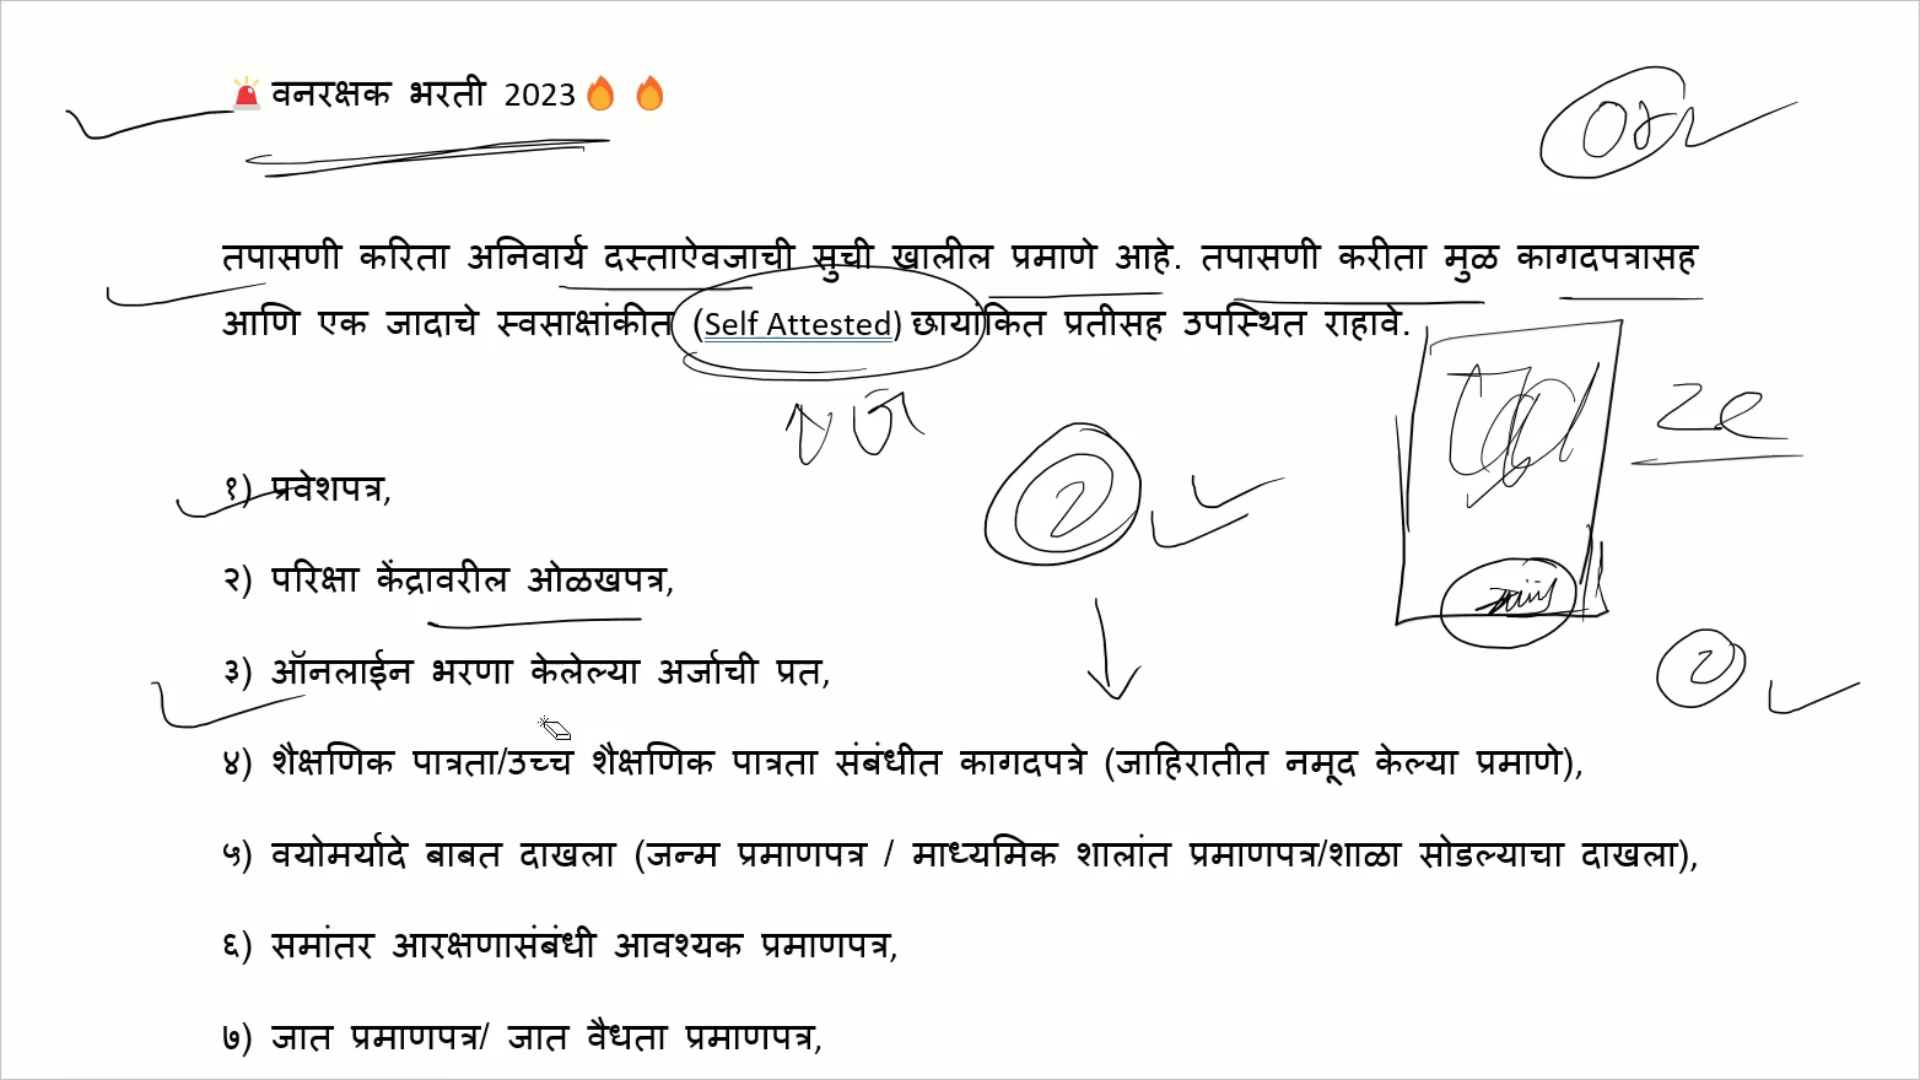 🚨 वनरक्षक भरती 2023🔥 🔥
तपासणी करिता अनिवार्य दस्ताऐवजाची सुची खालील प्रमाणे आहे. तपासणी करीता मुळ कागदपत्रासह
आणि एक जादाचे स्वसाक्षांकीत (Self Attested) छायांकित प्रतीसह उपस्थित राहावे.
१) प्रवेशपत्र,
२) परिक्षा केंद्रावरील ओळखपत्र,
३) ऑनलाईन भरणा केलेल्या अर्जाची प्रत,
४) शैक्षणिक पात्रता/उच्च शैक्षणिक पात्रता संबंधीत कागदपत्रे (जाहिरातीत नमूद केल्या प्रमाणे),
५) वयोमर्यादे बाबत दाखला (जन्म प्रमाणपत्र / माध्यमिक शालांत प्रमाणपत्र/शाळा सोडल्याचा दाखला),
६) समांतर आरक्षणासंबंधी आवश्यक प्रमाणपत्र,
७) जात प्रमाणपत्र/ जात वैधता प्रमाणपत्र,